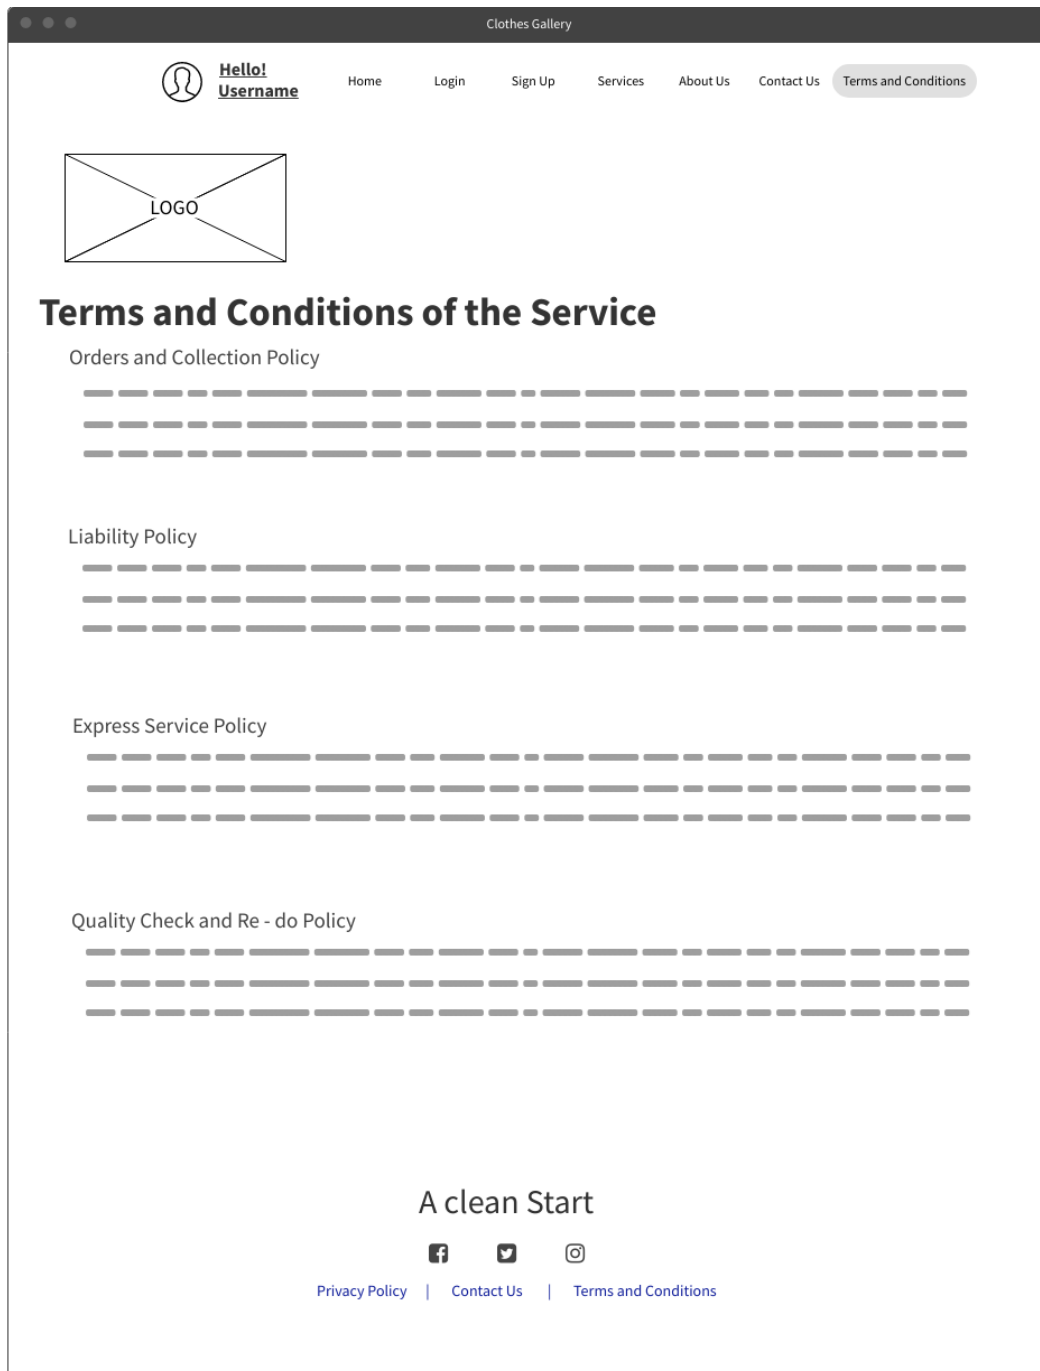 Clothes Gallery
Hello!
Username
Home
Login
Sign Up
Services
About Us
Contact Us
Terms and Conditions
LOGO
Terms and Conditions of the Service
Orders and Collection Policy
Liability Policy
Express Service Policy
Quality Check and Re - do Policy
A clean Start
Privacy Policy | Contact Us | Terms and Conditions